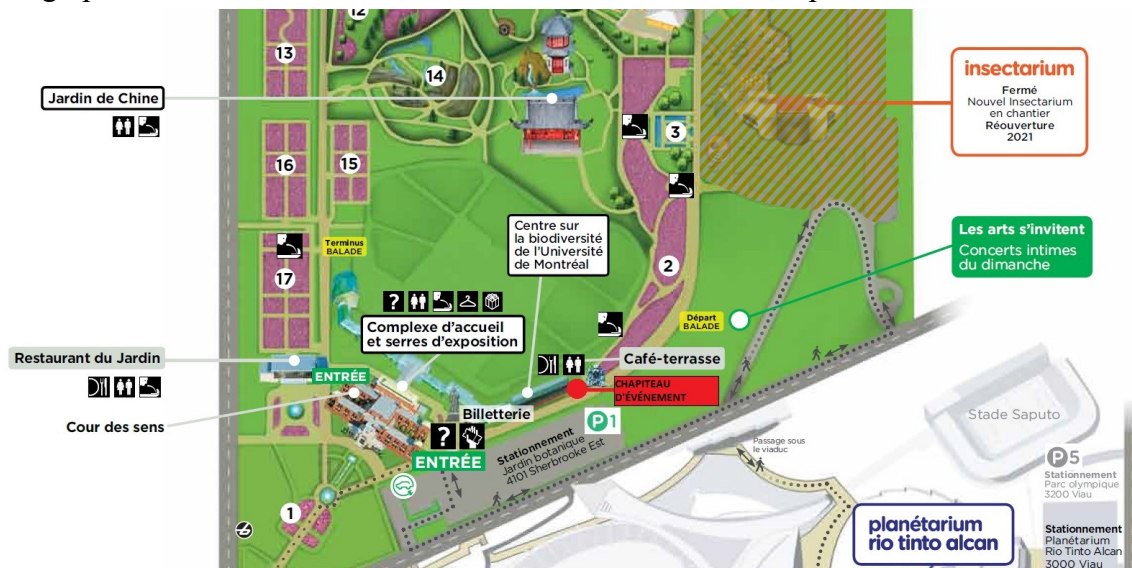 12
13
14
insectarium
Fermé
Nouvel Insectarium
en chantier
Réouverture
2021
Jardin de Chine
3
16
15
Centre sur
la biodiversité
de l'Université
de Montréal
Les arts s'invitent
Concerts intimes
du dimanche
Terminus
BALADE
17
2
?
Départ
BALADE
Complexe d'accueil
et serres d'exposition
Restaurant du Jardin
Café-terrasse
ENTRÉE
CHAPITEAU
D'ÉVÉNEMENT
Billetterie
P1
Cour des sens
?
ENTRÉE
Stationnement
Jardin botanique
4101 Sherbrooke Est
Stade Saputo
Passage sous
le viaduc
P5
Stationnement
Parc olympique
3200 Viau
1
planétarium
rio tinto alcan
Stationnement
Planétarium
Rio Tinto Alcan
3000 Viau